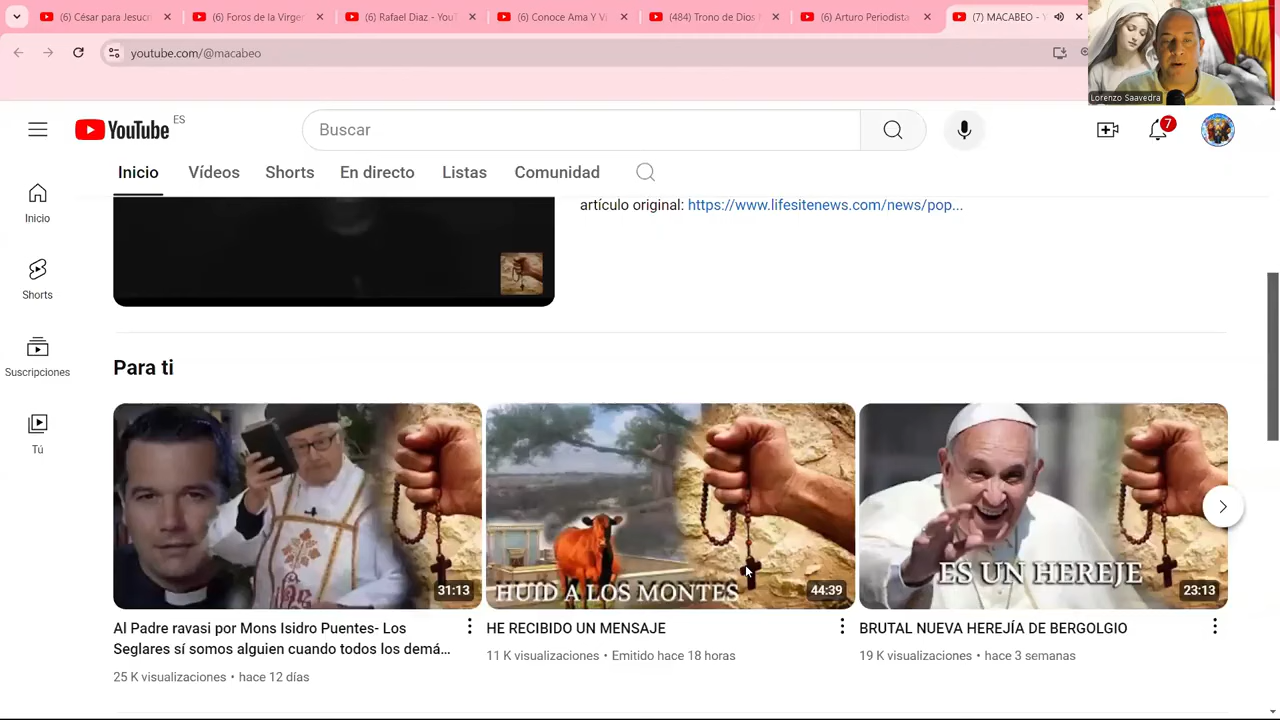 (6) César para Jesucr
(6) Foros de la Virge
(6) Rafael Diaz - YouT
(6) Conoce Ama Y Vi
(484) Trono de Dios
(6) Arturo Periodista
(7) MACABEO - Y
youtube.com/@macabeo
Lorenzo Saavedra
YouTube
ES
Buscar
7
Inicio
Vídeos
Shorts
En directo
Listas
Comunidad
Inicio
Shorts
Suscripciones
Tú
artículo original: https://www.lifesitenews.com/news/pop...
Para ti
31:13
HUID A LOS MONTES
44:39
ES UN HEREJE
23:13
Al Padre ravasi por Mons Isidro Puentes- Los
Seglares sí somos alguien cuando todos los demá...
25 K visualizaciones • hace 12 días
HE RECIBIDO UN MENSAJE
11 K visualizaciones • Emitido hace 18 horas
BRUTAL NUEVA HEREJÍA DE BERGOLGIO
19 K visualizaciones • hace 3 semanas